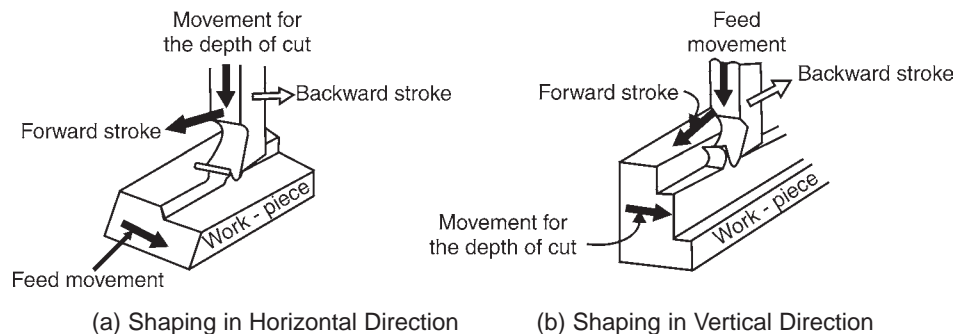 Movement for
the depth of cut
Backward stroke
Forward stroke
Work - piece
Feed movement
(a) Shaping in Horizontal Direction
Feed
movement
Backward stroke
Forward stroke
Movement for
the depth of cut
Work - piece
(b) Shaping in Vertical Direction